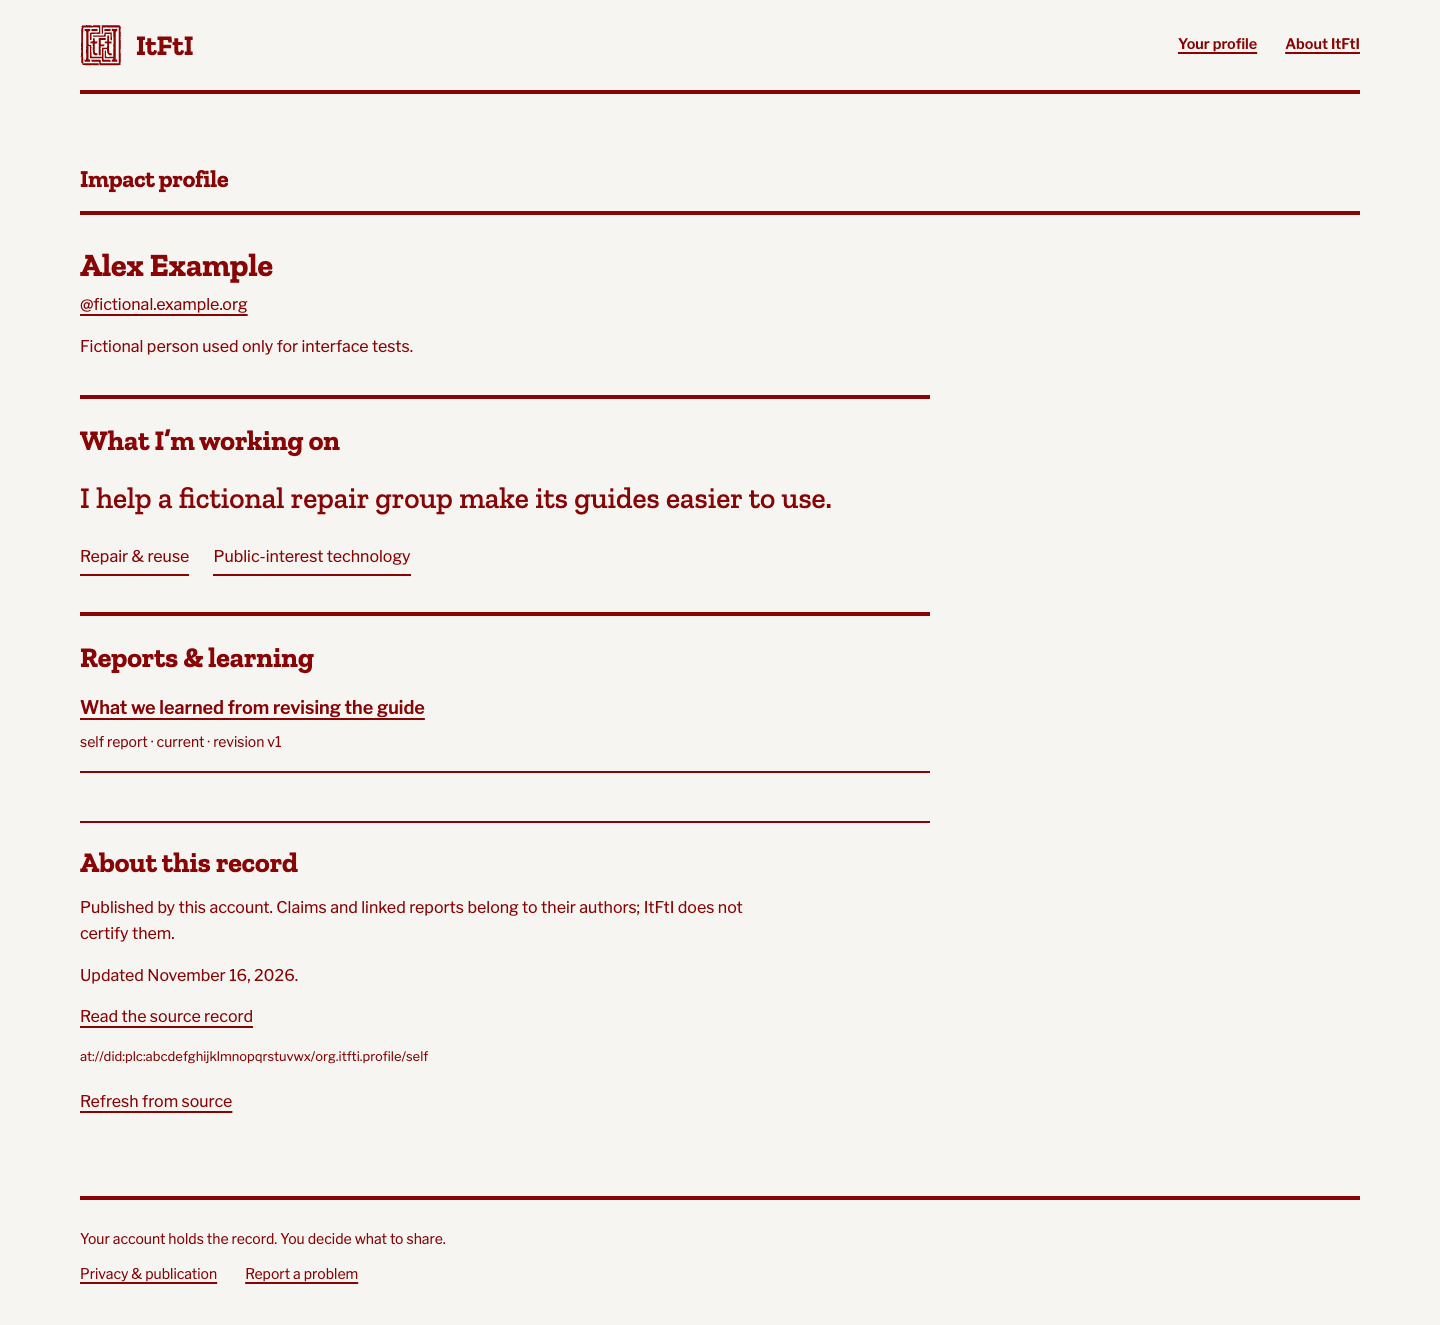 ItFtI
ItFtI
Your profile
About ItFtI
Impact profile
Alex Example
@fictional.example.org
Fictional person used only for interface tests.
What I’m working on
I help a fictional repair group make its guides easier to use.
Repair & reuse
Public-interest technology
Reports & learning
What we learned from revising the guide
self report · current · revision v1
About this record
Published by this account. Claims and linked reports belong to their authors; ItFtI does not
certify them.
Updated November 16, 2026.
Read the source record
at://did:plc:abcdefghijklmnopqrstuvwx/org.itfti.profile/self
Refresh from source
Your account holds the record. You decide what to share.
Privacy & publication
Report a problem